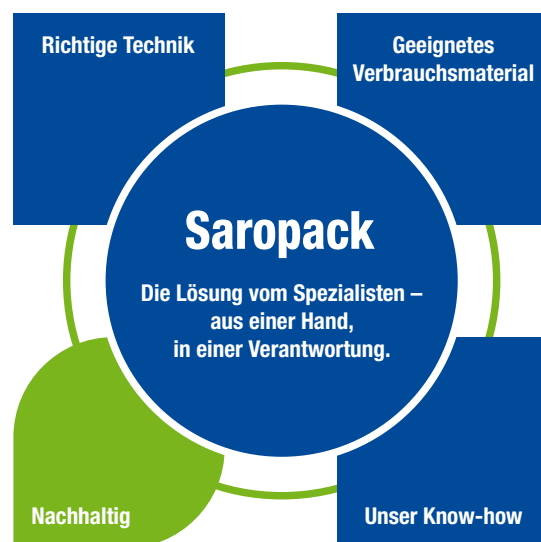 Richtige Technik
Geeignetes
Verbrauchsmaterial
Saropack
Die Lösung vom Spezialisten –
aus einer Hand,
in einer Verantwortung.
Nachhaltig
Unser Know-how